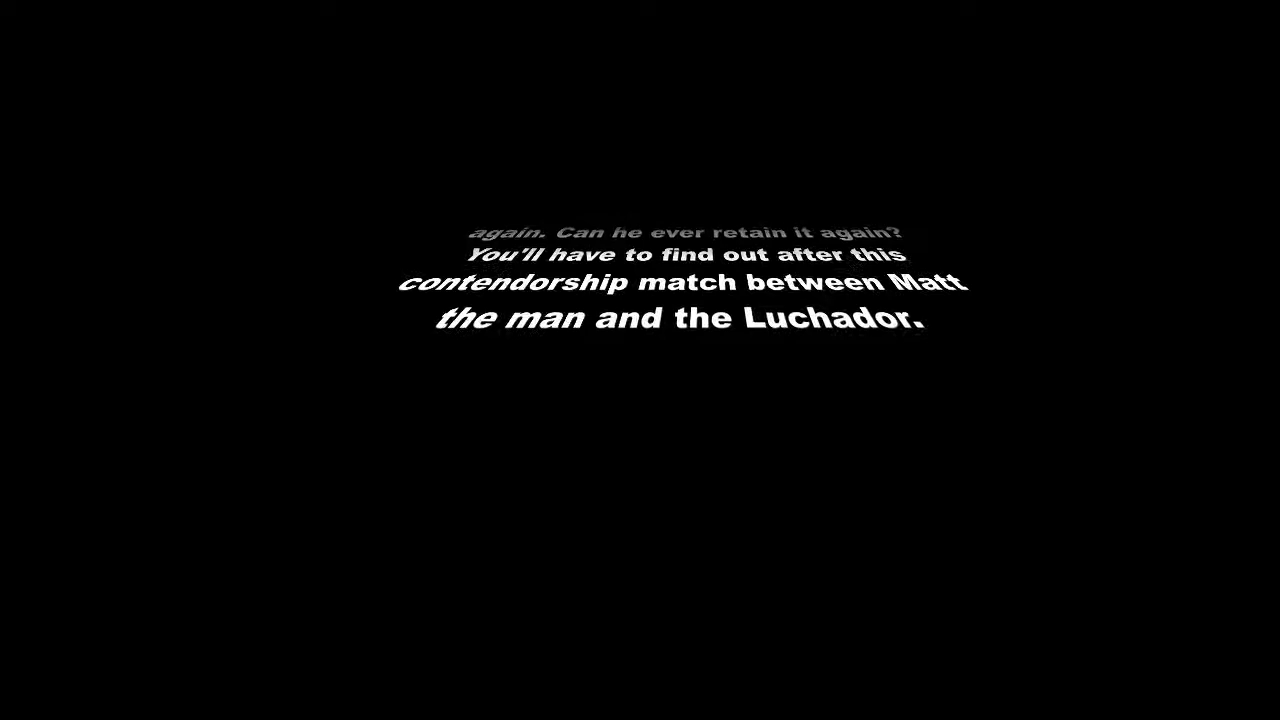 again. Can he ever retain it again?
You'll have to find out after this
contendorship match between Matt
the man and the Luchador.